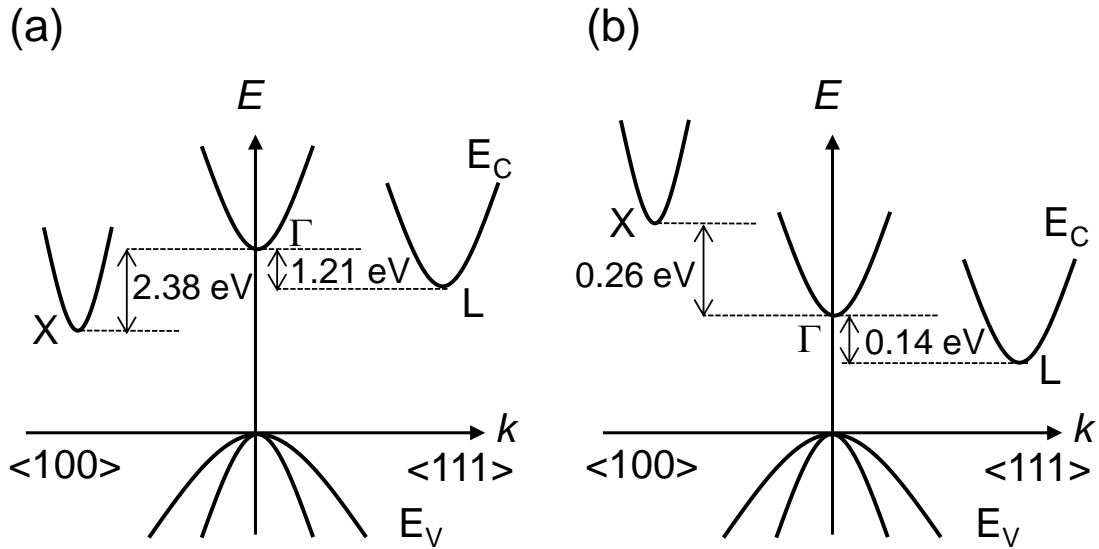 (a)
E
E_C
Γ
2.38 eV
1.21 eV
X
L
k
<100>
<111>
E_V
(b)
E
X
E_C
0.26 eV
Γ
0.14 eV
L
k
<100>
<111>
E_V